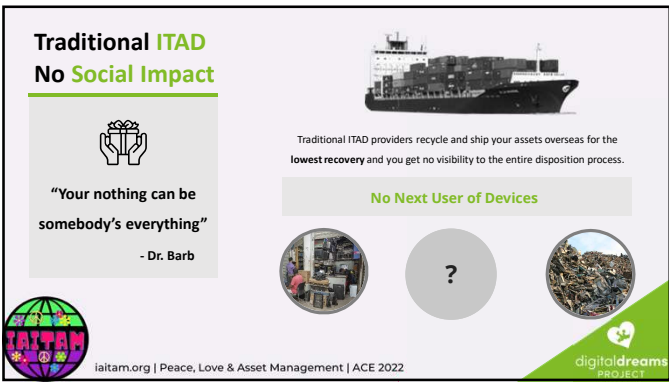 Traditional ITAD
No Social Impact
“Your nothing can be
somebody’s everything”
- Dr. Barb
Traditional ITAD providers recycle and ship your assets overseas for the
lowest recovery and you get no visibility to the entire disposition process.
No Next User of Devices
?
IAITAM
iaitam.org | Peace, Love & Asset Management | ACE 2022
digitaldreams
PROJECT